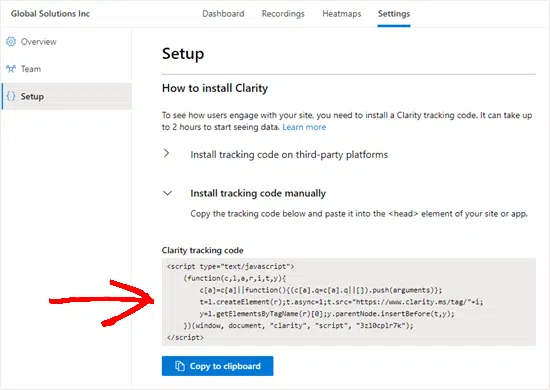 Global Solutions Inc
Dashboard
Recordings
Heatmaps
Settings
Overview
Team
{} Setup
Setup
How to install Clarity
To see how users engage with your site, you need to install a Clarity tracking code. It can take up
to 2 hours to start seeing data. Learn more
Install tracking code on third-party platforms
Install tracking code manually
Copy the tracking code below and paste it into the <head> element of your site or app.
Clarity tracking code
<script type="text/javascript">
(function(c,l,a,r,i,t,y){
c[a]=c[a]||function(){(c[a].q=c[a].q||[]).push(arguments)};
t=l.createElement(r);t.async=1;t.src="https://www.clarity.ms/tag/"+i;
y=l.getElementsByTagName(r)[0];y.parentNode.insertBefore(t,y);
})(window, document, "clarity", "script", "3zl0cplr7k");
</script>
Copy to clipboard